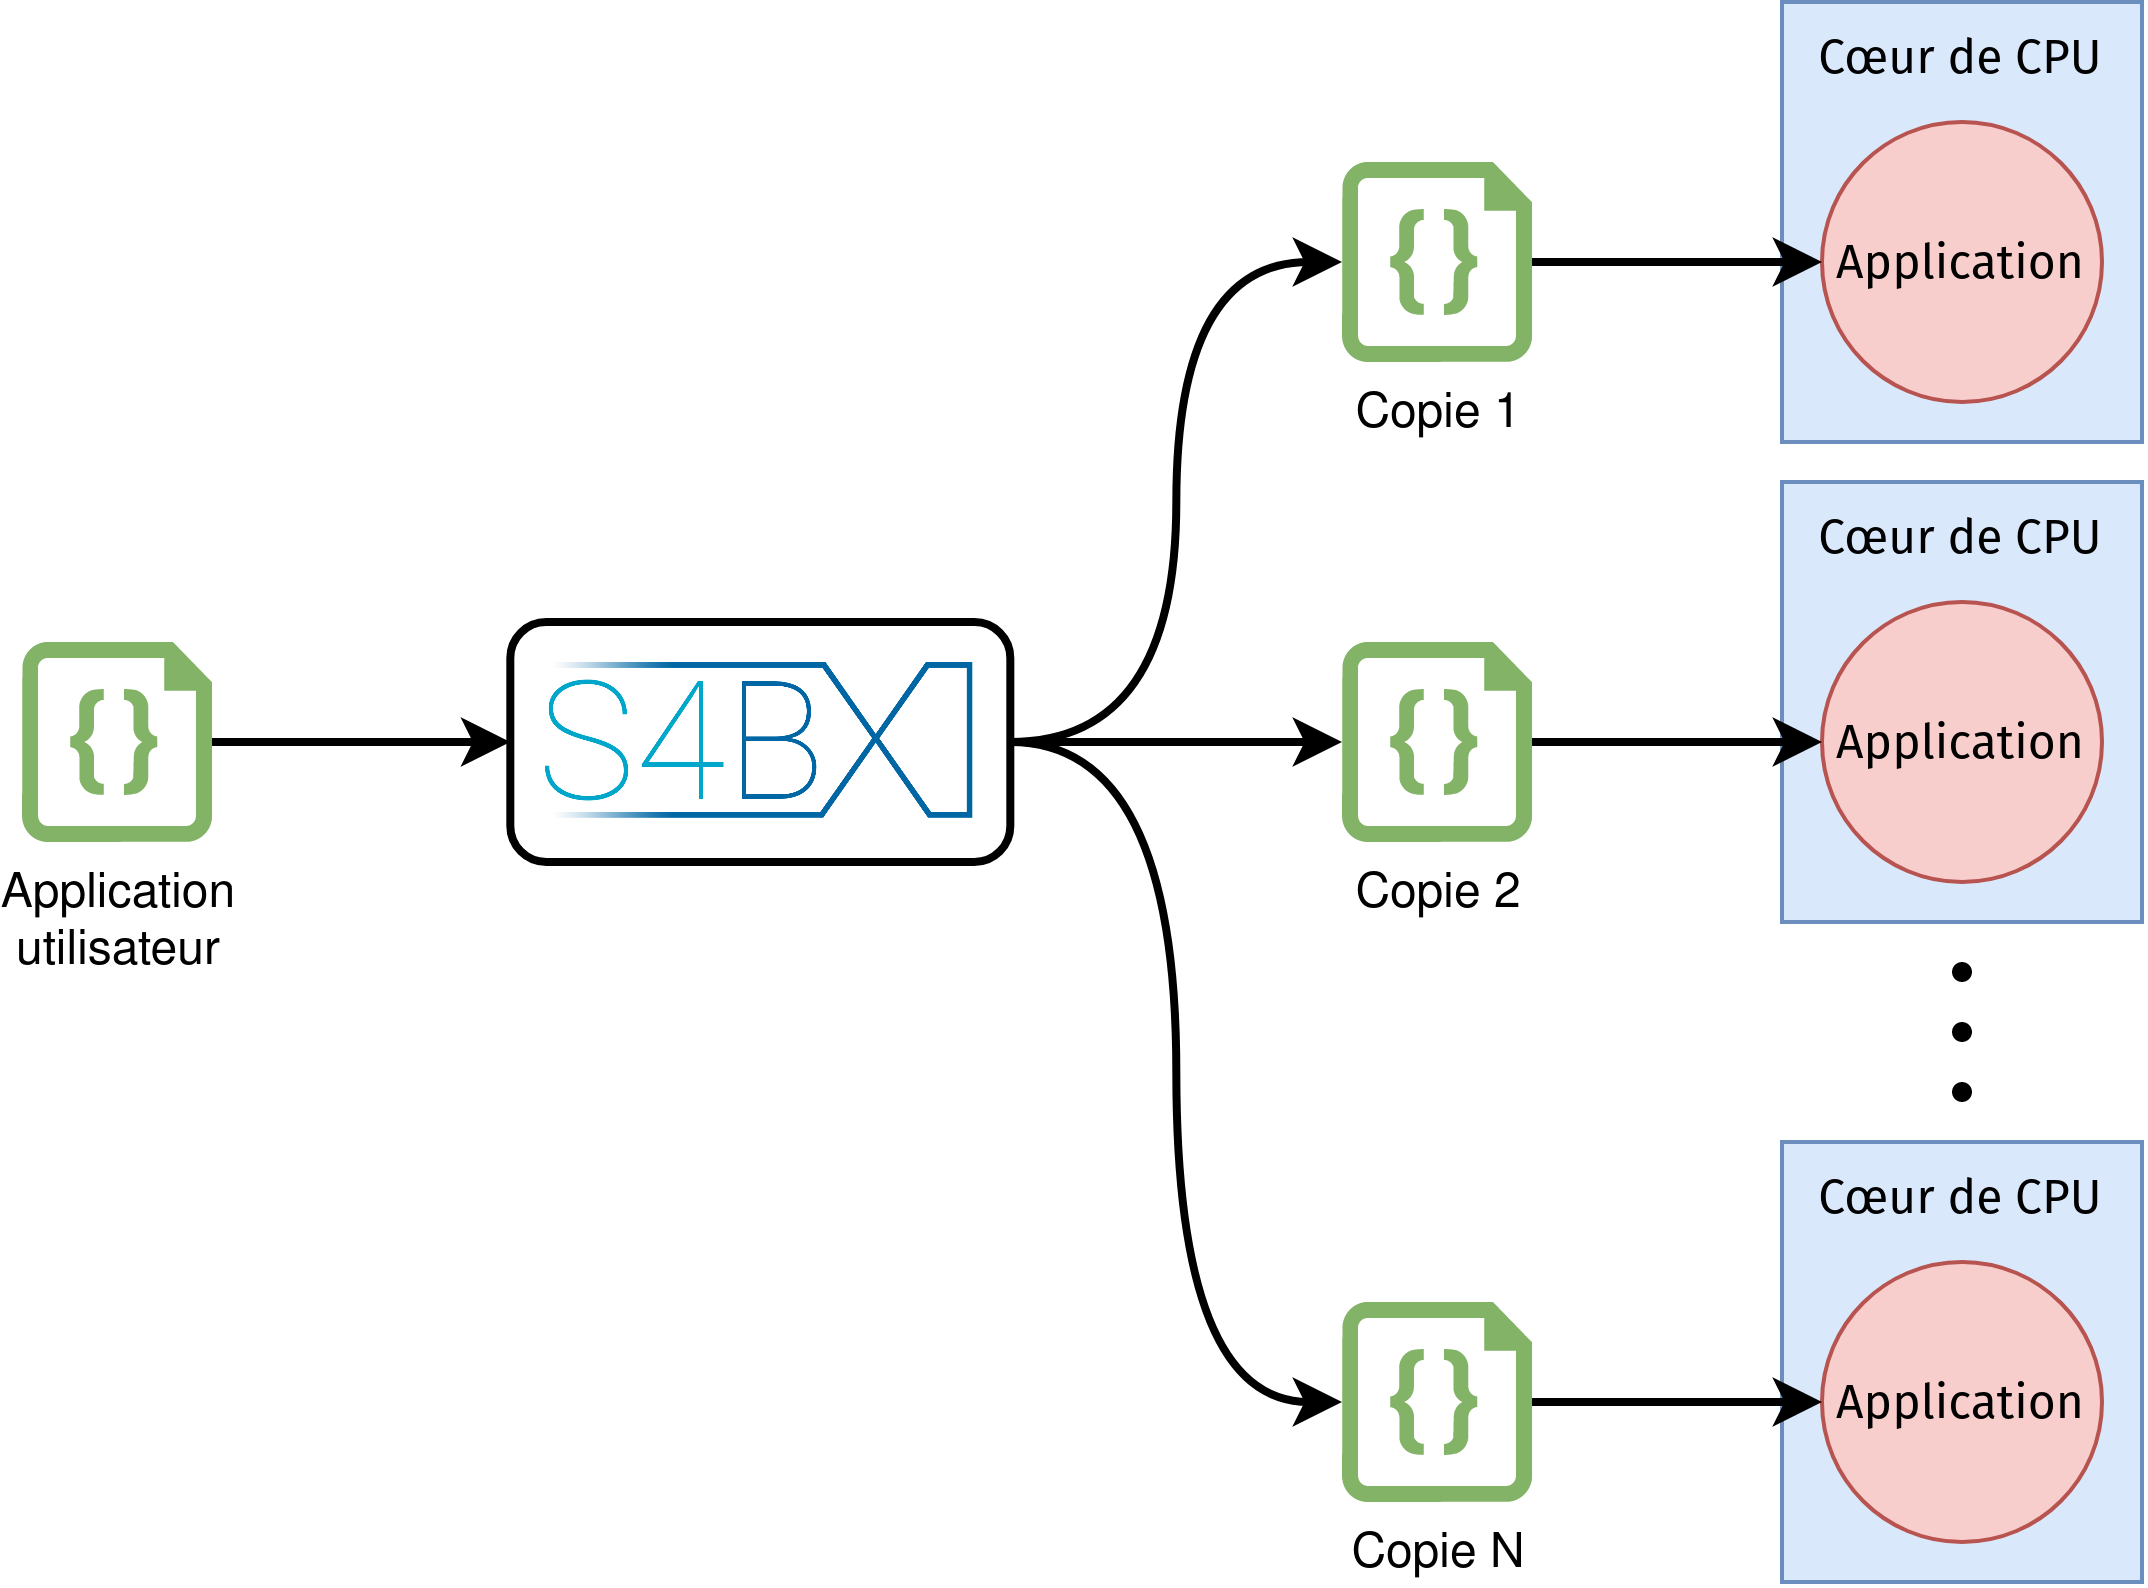 Cœur de CPU
Application
Copie 1
Cœur de CPU
Application
Copie 2
Application
utilisateur
S4BXI
Cœur de CPU
Application
Copie N